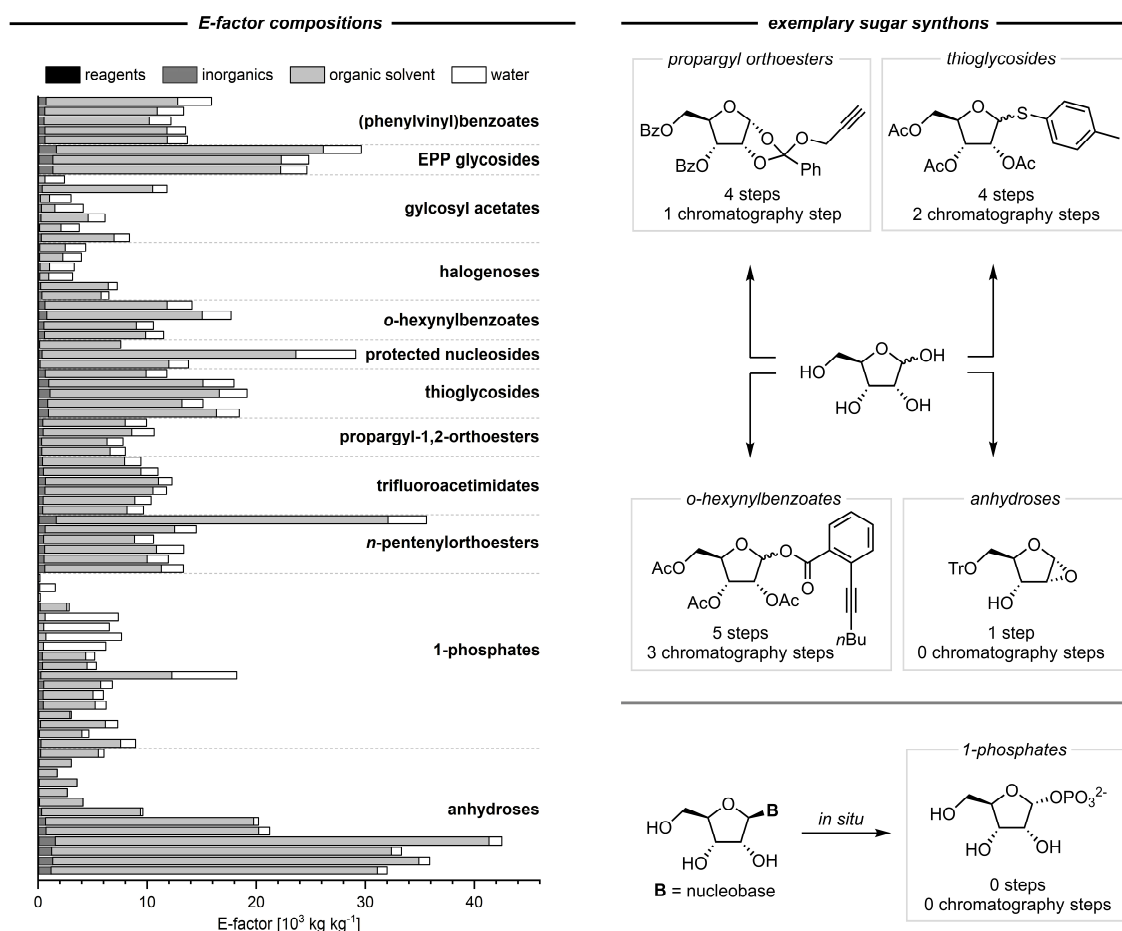 E-factor compositions
reagents
inorganics
organic solvent
water
(phenylvinyl)benzoates
EPP glycosides
gylcosyl acetates
halogenoses
o-hexynylbenzoates
protected nucleosides
thioglycosides
propargyl-1,2-orthoesters
trifluoroacetimidates
n-pentenylorthoesters
1-phosphates
anhydroses
0
10
20
30
40
E-factor [10³ kg kg⁻¹]
exemplary sugar synthons
propargyl orthoesters
BzO
BzO
O
O
O
O
Ph
4 steps
1 chromatography step
thioglycosides
AcO
O
S
AcO
OAc
4 steps
2 chromatography steps
HO
O
OH
HO
OH
o-hexynylbenzoates
AcO
O
O
O
AcO
OAc
nBu
5 steps
3 chromatography steps
anhydroses
TrO
O
O
HO
1 step
0 chromatography steps
HO
O
B
HO
OH
B = nucleobase
in situ
1-phosphates
HO
O
OPO₃²⁻
HO
OH
0 steps
0 chromatography steps